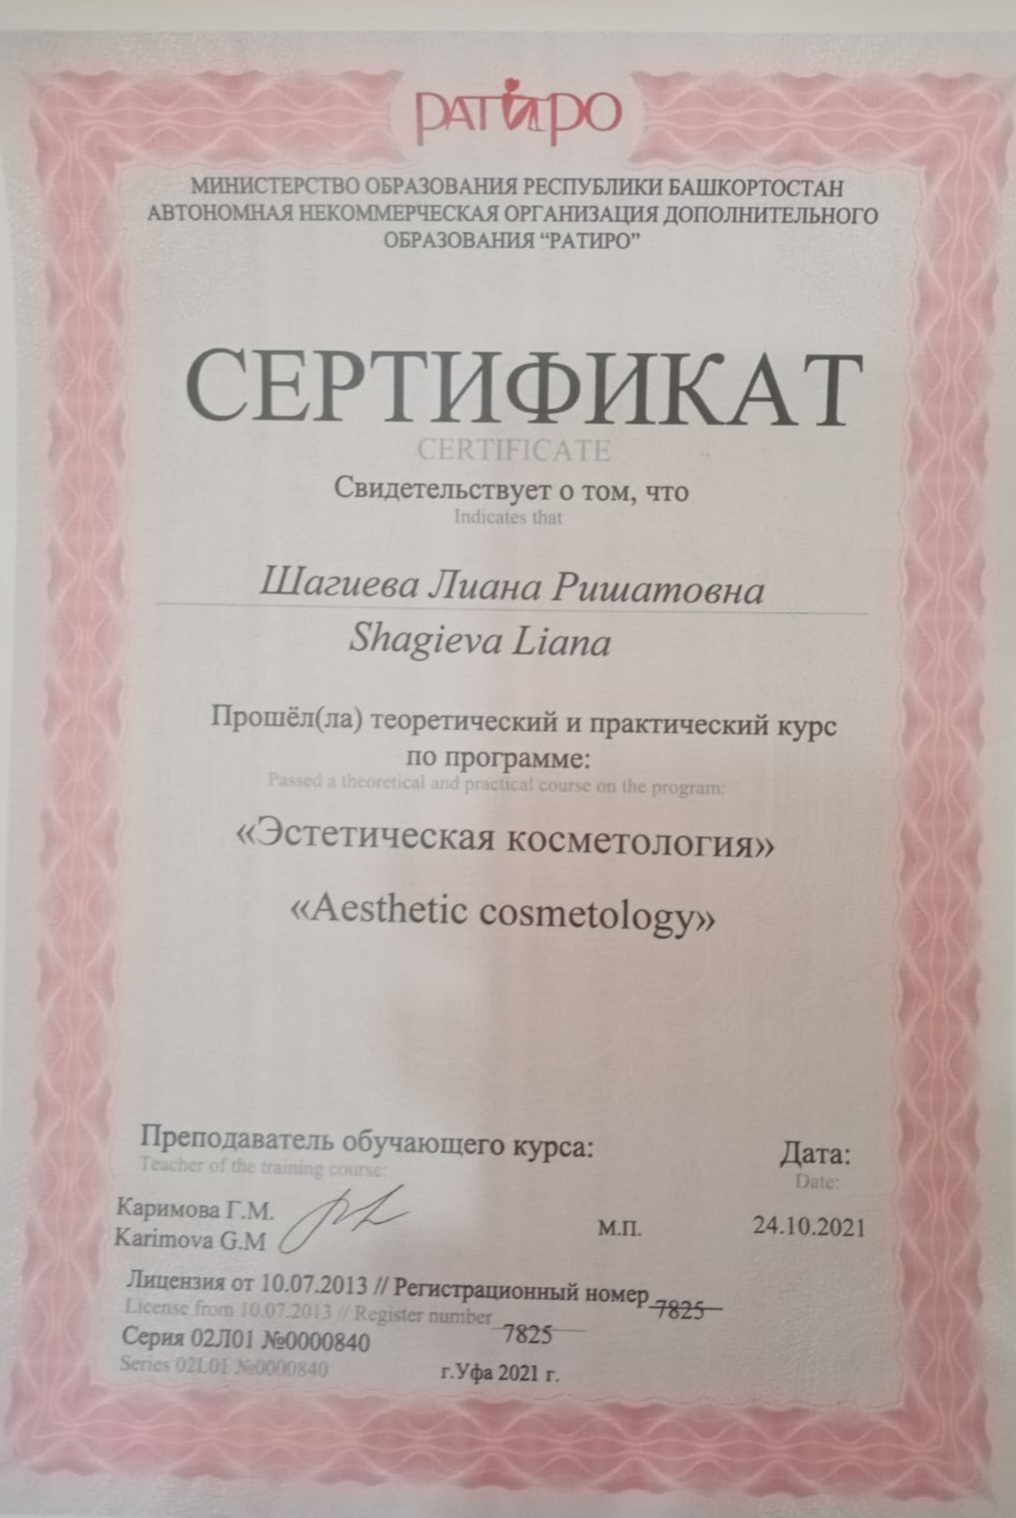 РАТИРО
МИНИСТЕРСТВО ОБРАЗОВАНИЯ РЕСПУБЛИКИ БАШКОРТОСТАН
АВТОНОМНАЯ НЕКОММЕРЧЕСКАЯ ОРГАНИЗАЦИЯ ДОПОЛНИТЕЛЬНОГО
ОБРАЗОВАНИЯ “РАТИРО”
СЕРТИФИКАТ
CERTIFICATE
Свидетельствует о том, что
Indicates that
Шагиева Лиана Ришатовна
Shagieva Liana
Прошёл(ла) теоретический и практический курс
по программе:
Passed a theoretical and practical course on the program:
«Эстетическая косметология»
«Aesthetic cosmetology»
Преподаватель обучающего курса:
Teacher of the training course:
Каримова Г.М.
Karimova G.M
М.П.
Дата:
Date:
24.10.2021
Лицензия от 10.07.2013 // Регистрационный номер 7825
License from 10.07.2013 // Register number 7825
Серия 02Л01 №0000840
Series 02L01 №0000840
г.Уфа 2021 г.